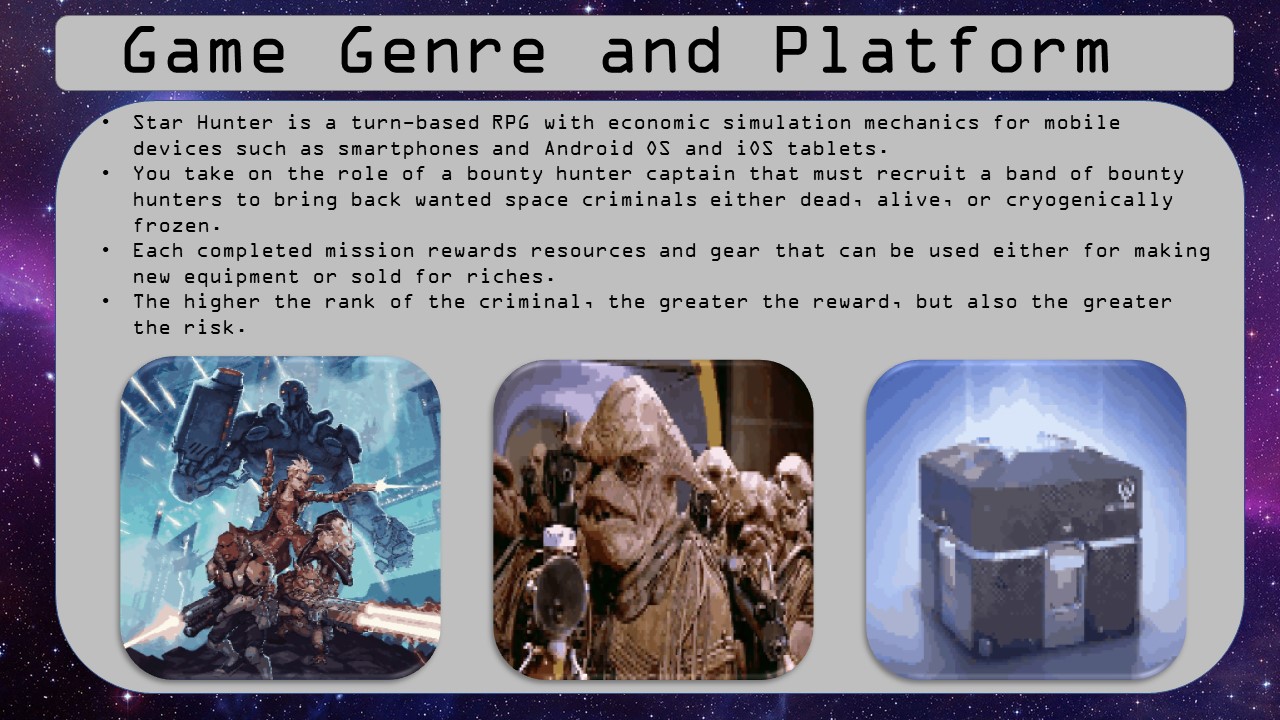 Game Genre and Platform
• Star Hunter is a turn-based RPG with economic simulation mechanics for mobile
devices such as smartphones and Android OS and iOS tablets.
• You take on the role of a bounty hunter captain that must recruit a band of bounty
hunters to bring back wanted space criminals either dead, alive, or cryogenically
frozen.
• Each completed mission rewards resources and gear that can be used either for making
new equipment or sold for riches.
• The higher the rank of the criminal, the greater the reward, but also the greater
the risk.